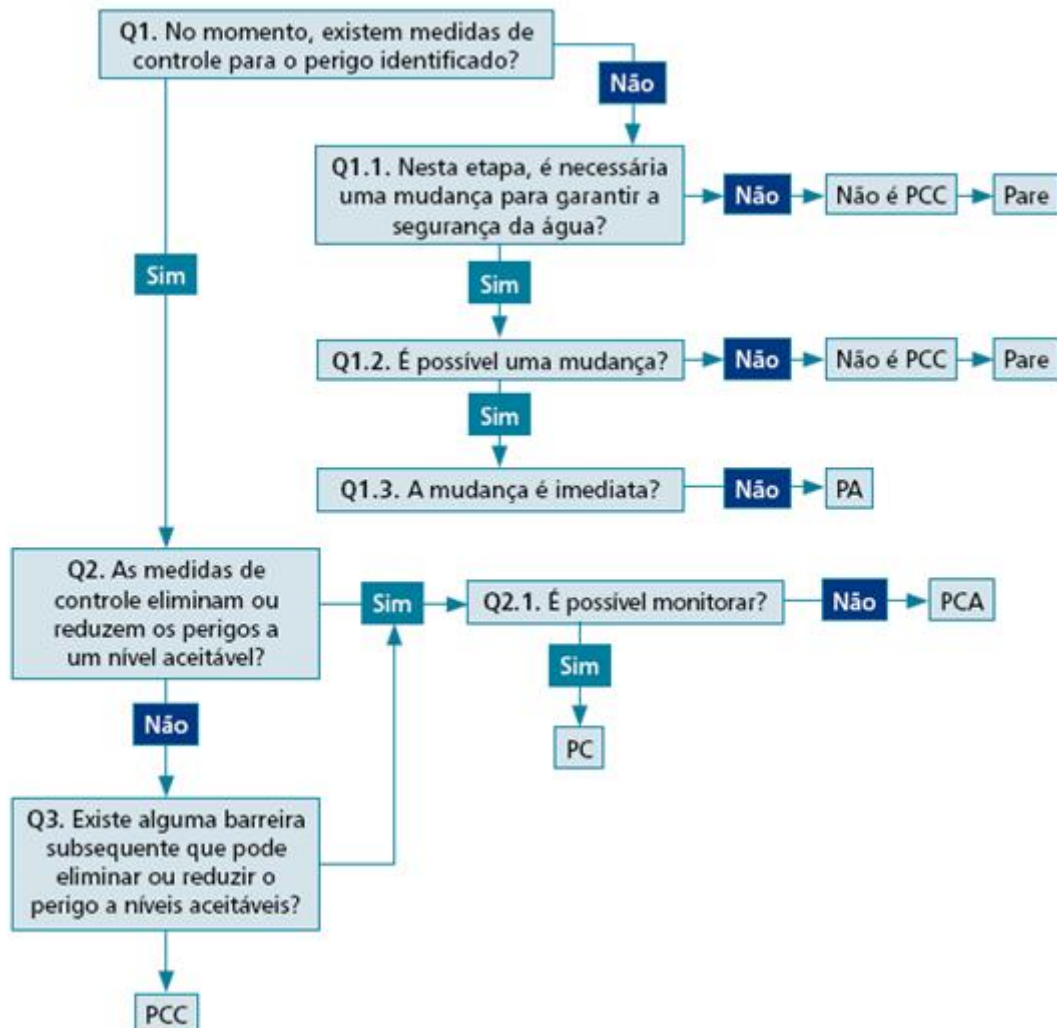 Q1. No momento, existem medidas de
controle para o perigo identificado?
Não
Q1.1. Nesta etapa, é necessária
uma mudança para garantir a
segurança da água?
Não
Não é PCC
Pare
Sim
Sim
Q1.2. É possível uma mudança?
Não
Não é PCC
Pare
Sim
Q1.3. A mudança é imediata?
Não
PA
Q2. As medidas de
controle eliminam ou
reduzem os perigos a
um nível aceitável?
Sim
Q2.1. É possível monitorar?
Não
PCA
Sim
PC
Não
Q3. Existe alguma barreira
subsequente que pode
eliminar ou reduzir o
perigo a níveis aceitáveis?
PCC